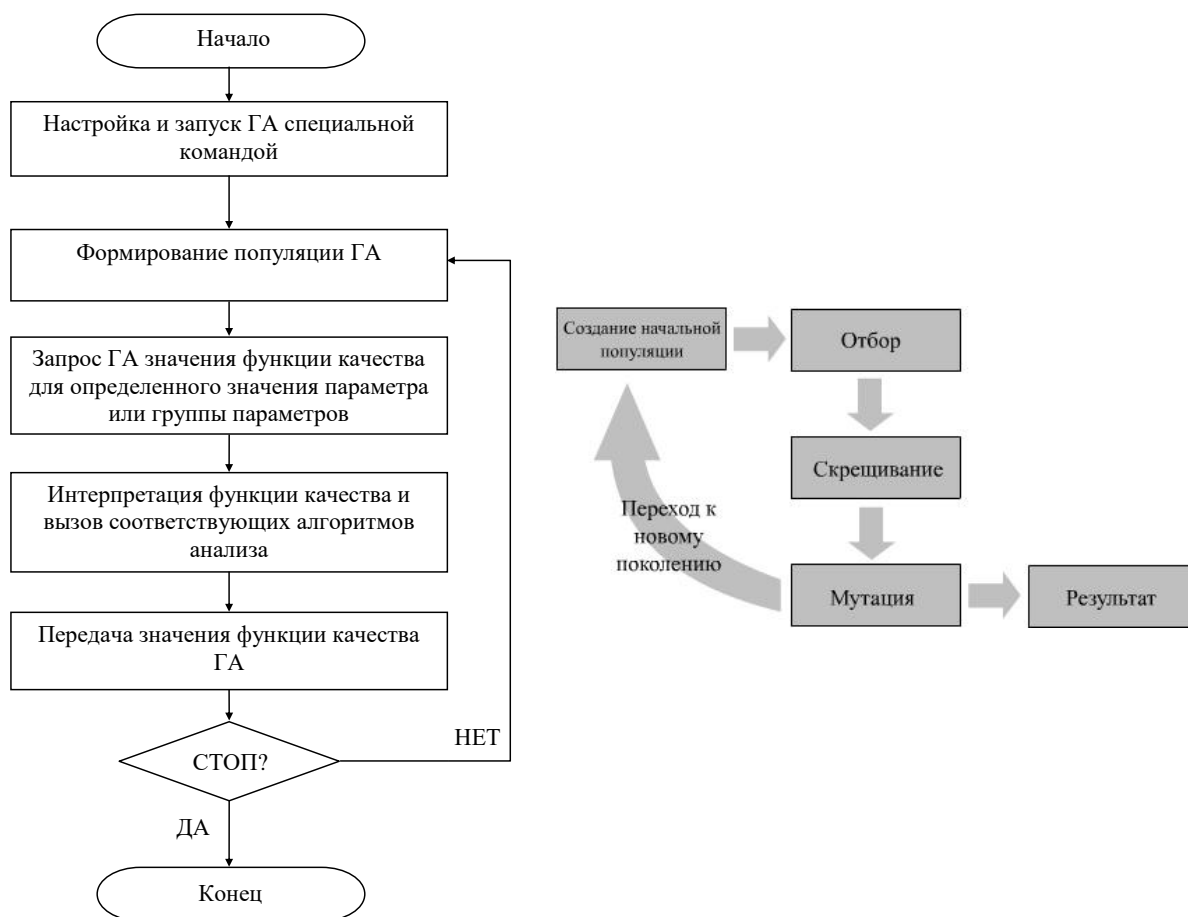 Начало
Настройка и запуск ГА специальной
командой
Формирование популяции ГА
Запрос ГА значения функции качества
для определенного значения параметра
или группы параметров
Интерпретация функции качества и
вызов соответствующих алгоритмов
анализа
Передача значения функции качества
ГА
СТОП?
НЕТ
ДА
Конец
Создание начальной
популяции
Отбор
Скрещивание
Переход к
новому
поколению
Мутация
Результат